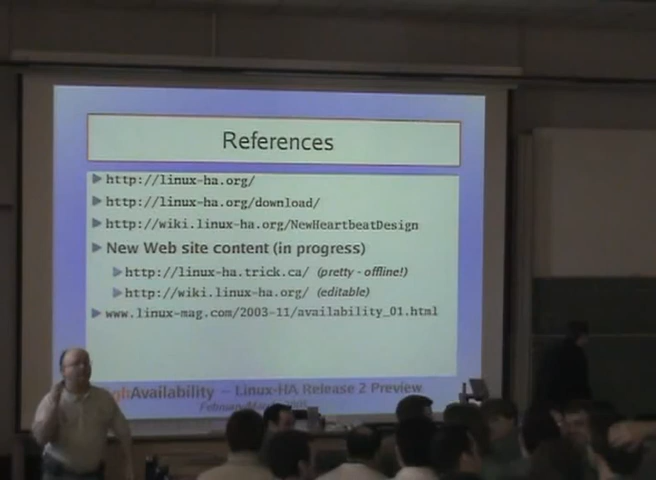 References
http://linux-ha.org/
http://linux-ha.org/download/
http://wiki.linux-ha.org/NewHeartbeatDesign
New Web site content (in progress)
http://linux-ha.trick.ca/ (pretty - offline!)
http://wiki.linux-ha.org/ (editable)
www.linux-mag.com/2003-11/availability_01.html
ghAvailability – Linux-HA Release 2 Preview